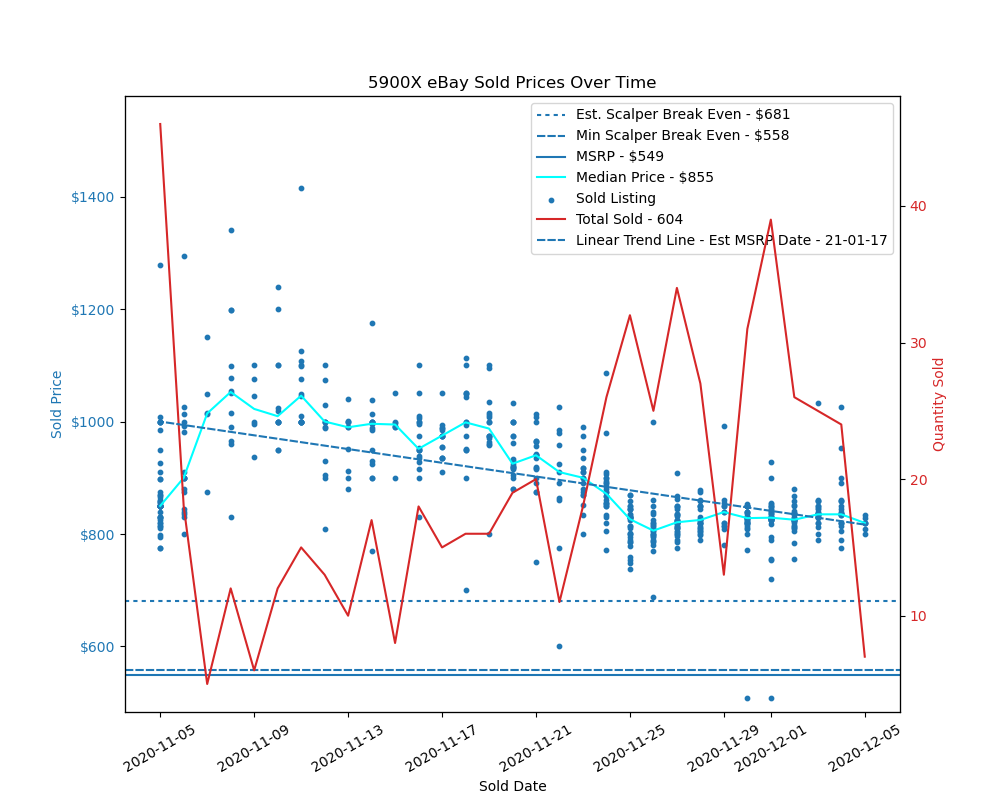 5900X eBay Sold Prices Over Time
Est. Scalper Break Even - $681
Min Scalper Break Even - $558
MSRP - $549
Median Price - $855
Sold Listing
Total Sold - 604
Linear Trend Line - Est MSRP Date - 21-01-17
$1400
$1200
$1000
$800
$600
Sold Price
40
30
20
10
Quantity Sold
2020-11-05
2020-11-09
2020-11-13
2020-11-17
2020-11-21
2020-11-25
2020-11-29
2020-12-01
2020-12-05
Sold Date